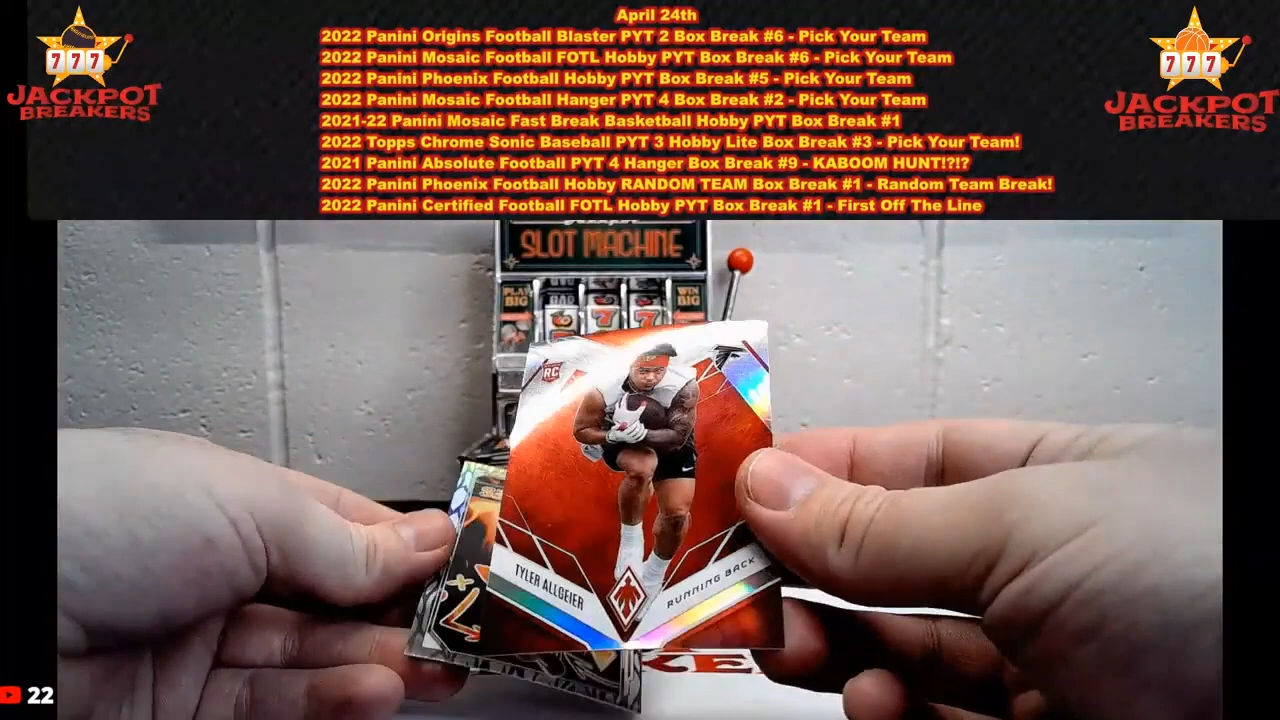 April 24th
2022 Panini Origins Football Blaster PYT 2 Box Break #6 - Pick Your Team
2022 Panini Mosaic Football FOTL Hobby PYT Box Break #6 - Pick Your Team
2022 Panini Phoenix Football Hobby PYT Box Break #5 - Pick Your Team
2022 Panini Mosaic Football Hanger PYT 4 Box Break #2 - Pick Your Team
2021-22 Panini Mosaic Fast Break Basketball Hobby PYT Box Break #1
2022 Topps Chrome Sonic Baseball PYT 3 Hobby Lite Box Break #3 - Pick Your Team!
2021 Panini Absolute Football PYT 4 Hanger Box Break #9 - KABOOM HUNT!?!?
2022 Panini Phoenix Football Hobby RANDOM TEAM Box Break #1 - Random Team Break!
2022 Panini Certified Football FOTL Hobby PYT Box Break #1 - First Off The Line
777
JACKPOT
BREAKERS
777
JACKPOT
BREAKERS
SLOT MACHINE
PLAY
BIG
BAR
WIN
BIG
7
7
RC
TYLER ALLGEIER
RUNNING BACK
22